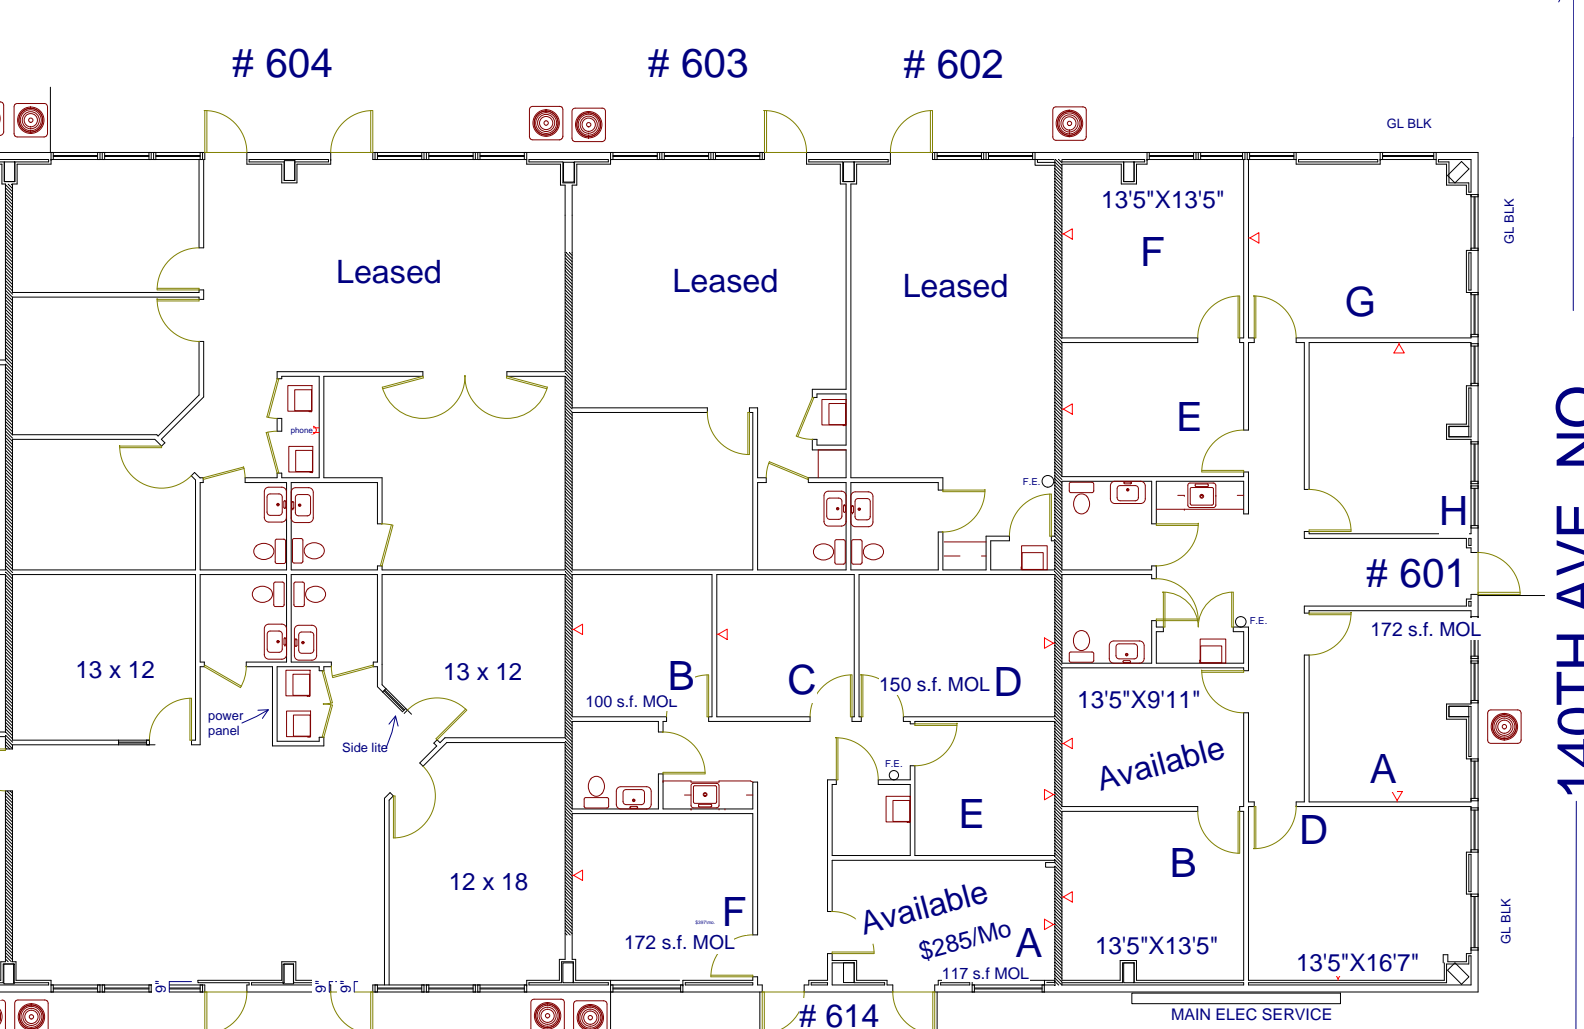 # 604
# 603
# 602
GL BLK
GL BLK
13'5"X13'5"
F
G
Leased
Leased
Leased
E
phone
H
F.E.
# 601
140TH AVE NO
F.E.
172 s.f. MOL
13 x 12
13 x 12
B
100 s.f. MOL
C
150 s.f. MOL
D
13'5"X9'11"
Available
power
panel
Side lite
F.E.
A
E
D
B
12 x 18
F
172 s.f. MOL
Available
$285/Mo
A
117 s.f MOL
13'5"X13'5"
13'5"X16'7"
GL BLK
9"
9"
9"
# 614
MAIN ELEC SERVICE